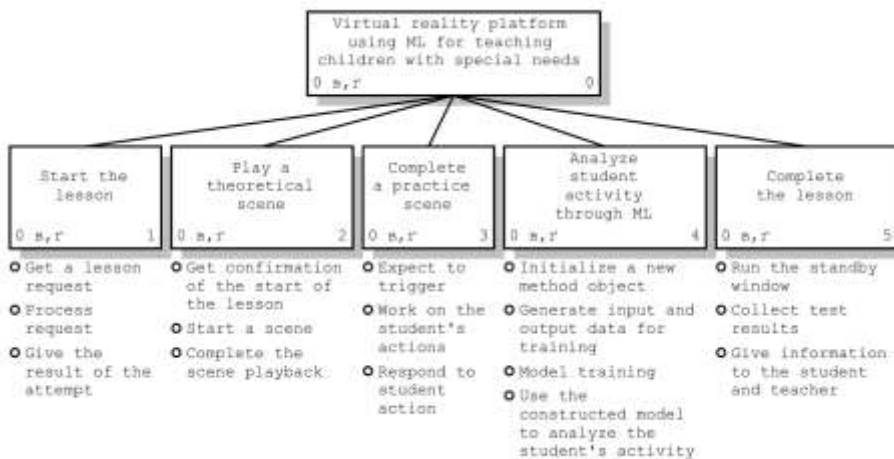 Virtual reality platform
using ML for teaching
children with special needs
0 в,г 0
Start the
lesson
0 в,г 1
Play a
theoretical
scene
0 в,г 2
Complete
a practice
scene
0 в,г 3
Analyze
student
activity
through ML
0 в,г 4
Complete
the lesson
0 в,г 5
Get a lesson
request
Process
request
Give the
result of the
attempt
Get confirmation
of the start of
the lesson
Start a scene
Complete the
scene playback
Expect to
trigger
Work on the
student's
actions
Respond to
student
action
Initialize a new
method object
Generate input and
output data for
training
Model training
Use the
constructed model
to analyze the
student's activity
Run the standby
window
Collect test
results
Give information
to the student
and teacher